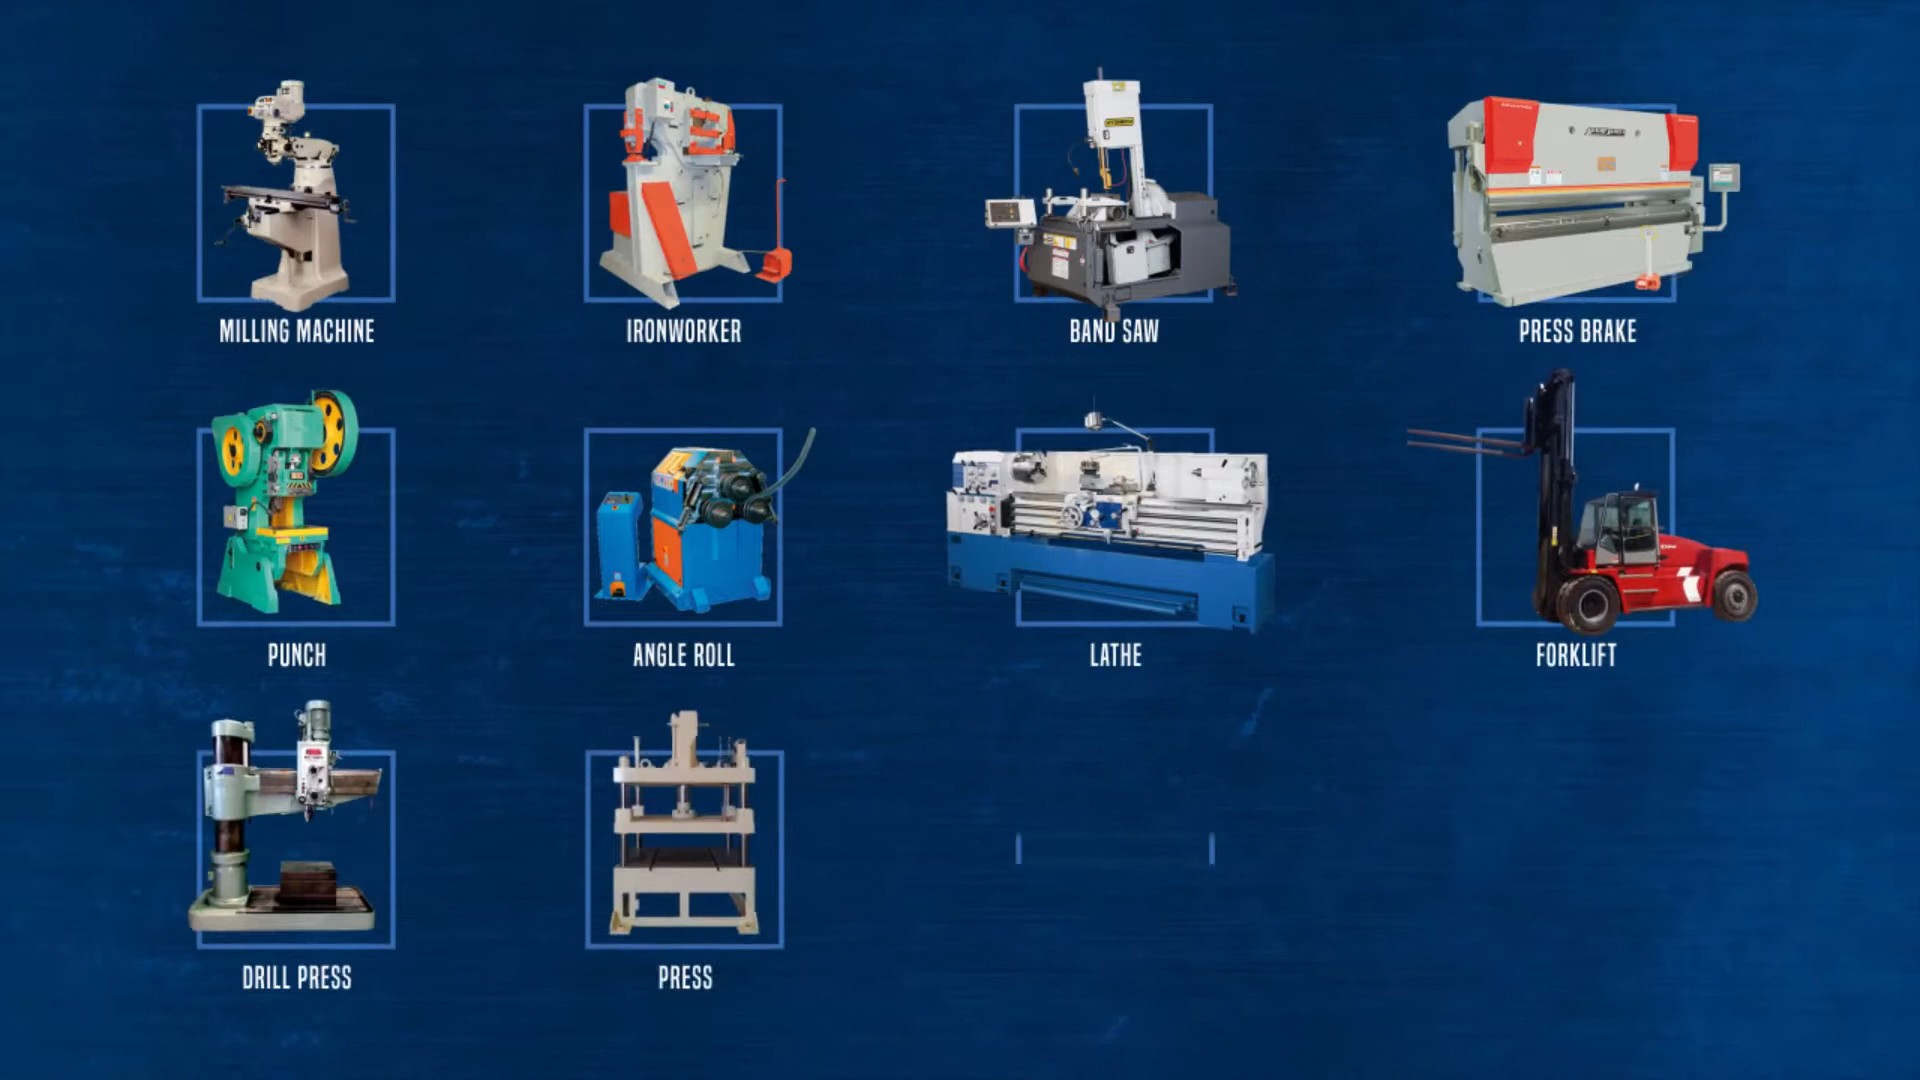 MILLING MACHINE
IRONWORKER
BAND SAW
PRESS BRAKE
PUNCH
ANGLE ROLL
LATHE
FORKLIFT
DRILL PRESS
PRESS